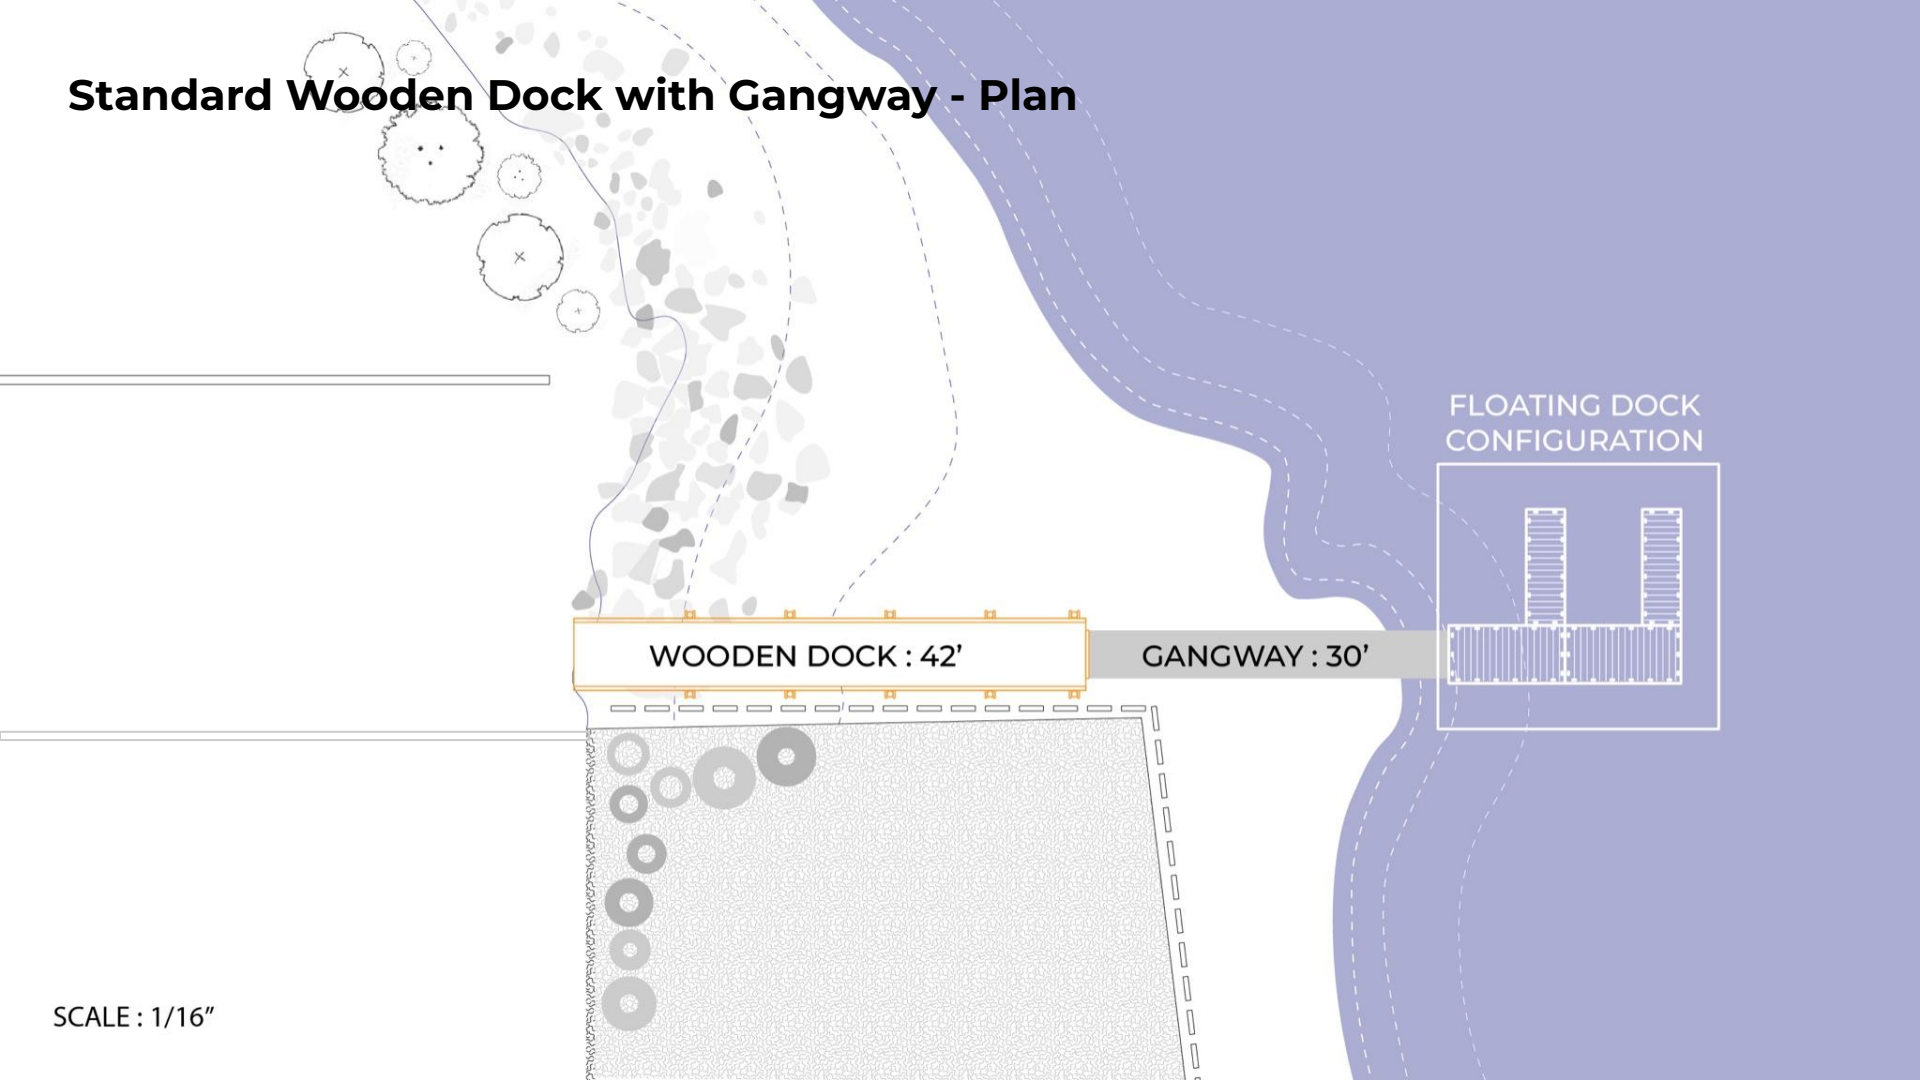 Standard Wooden Dock with Gangway - Plan
FLOATING DOCK
CONFIGURATION
WOODEN DOCK : 42’
GANGWAY : 30’
SCALE : 1/16”